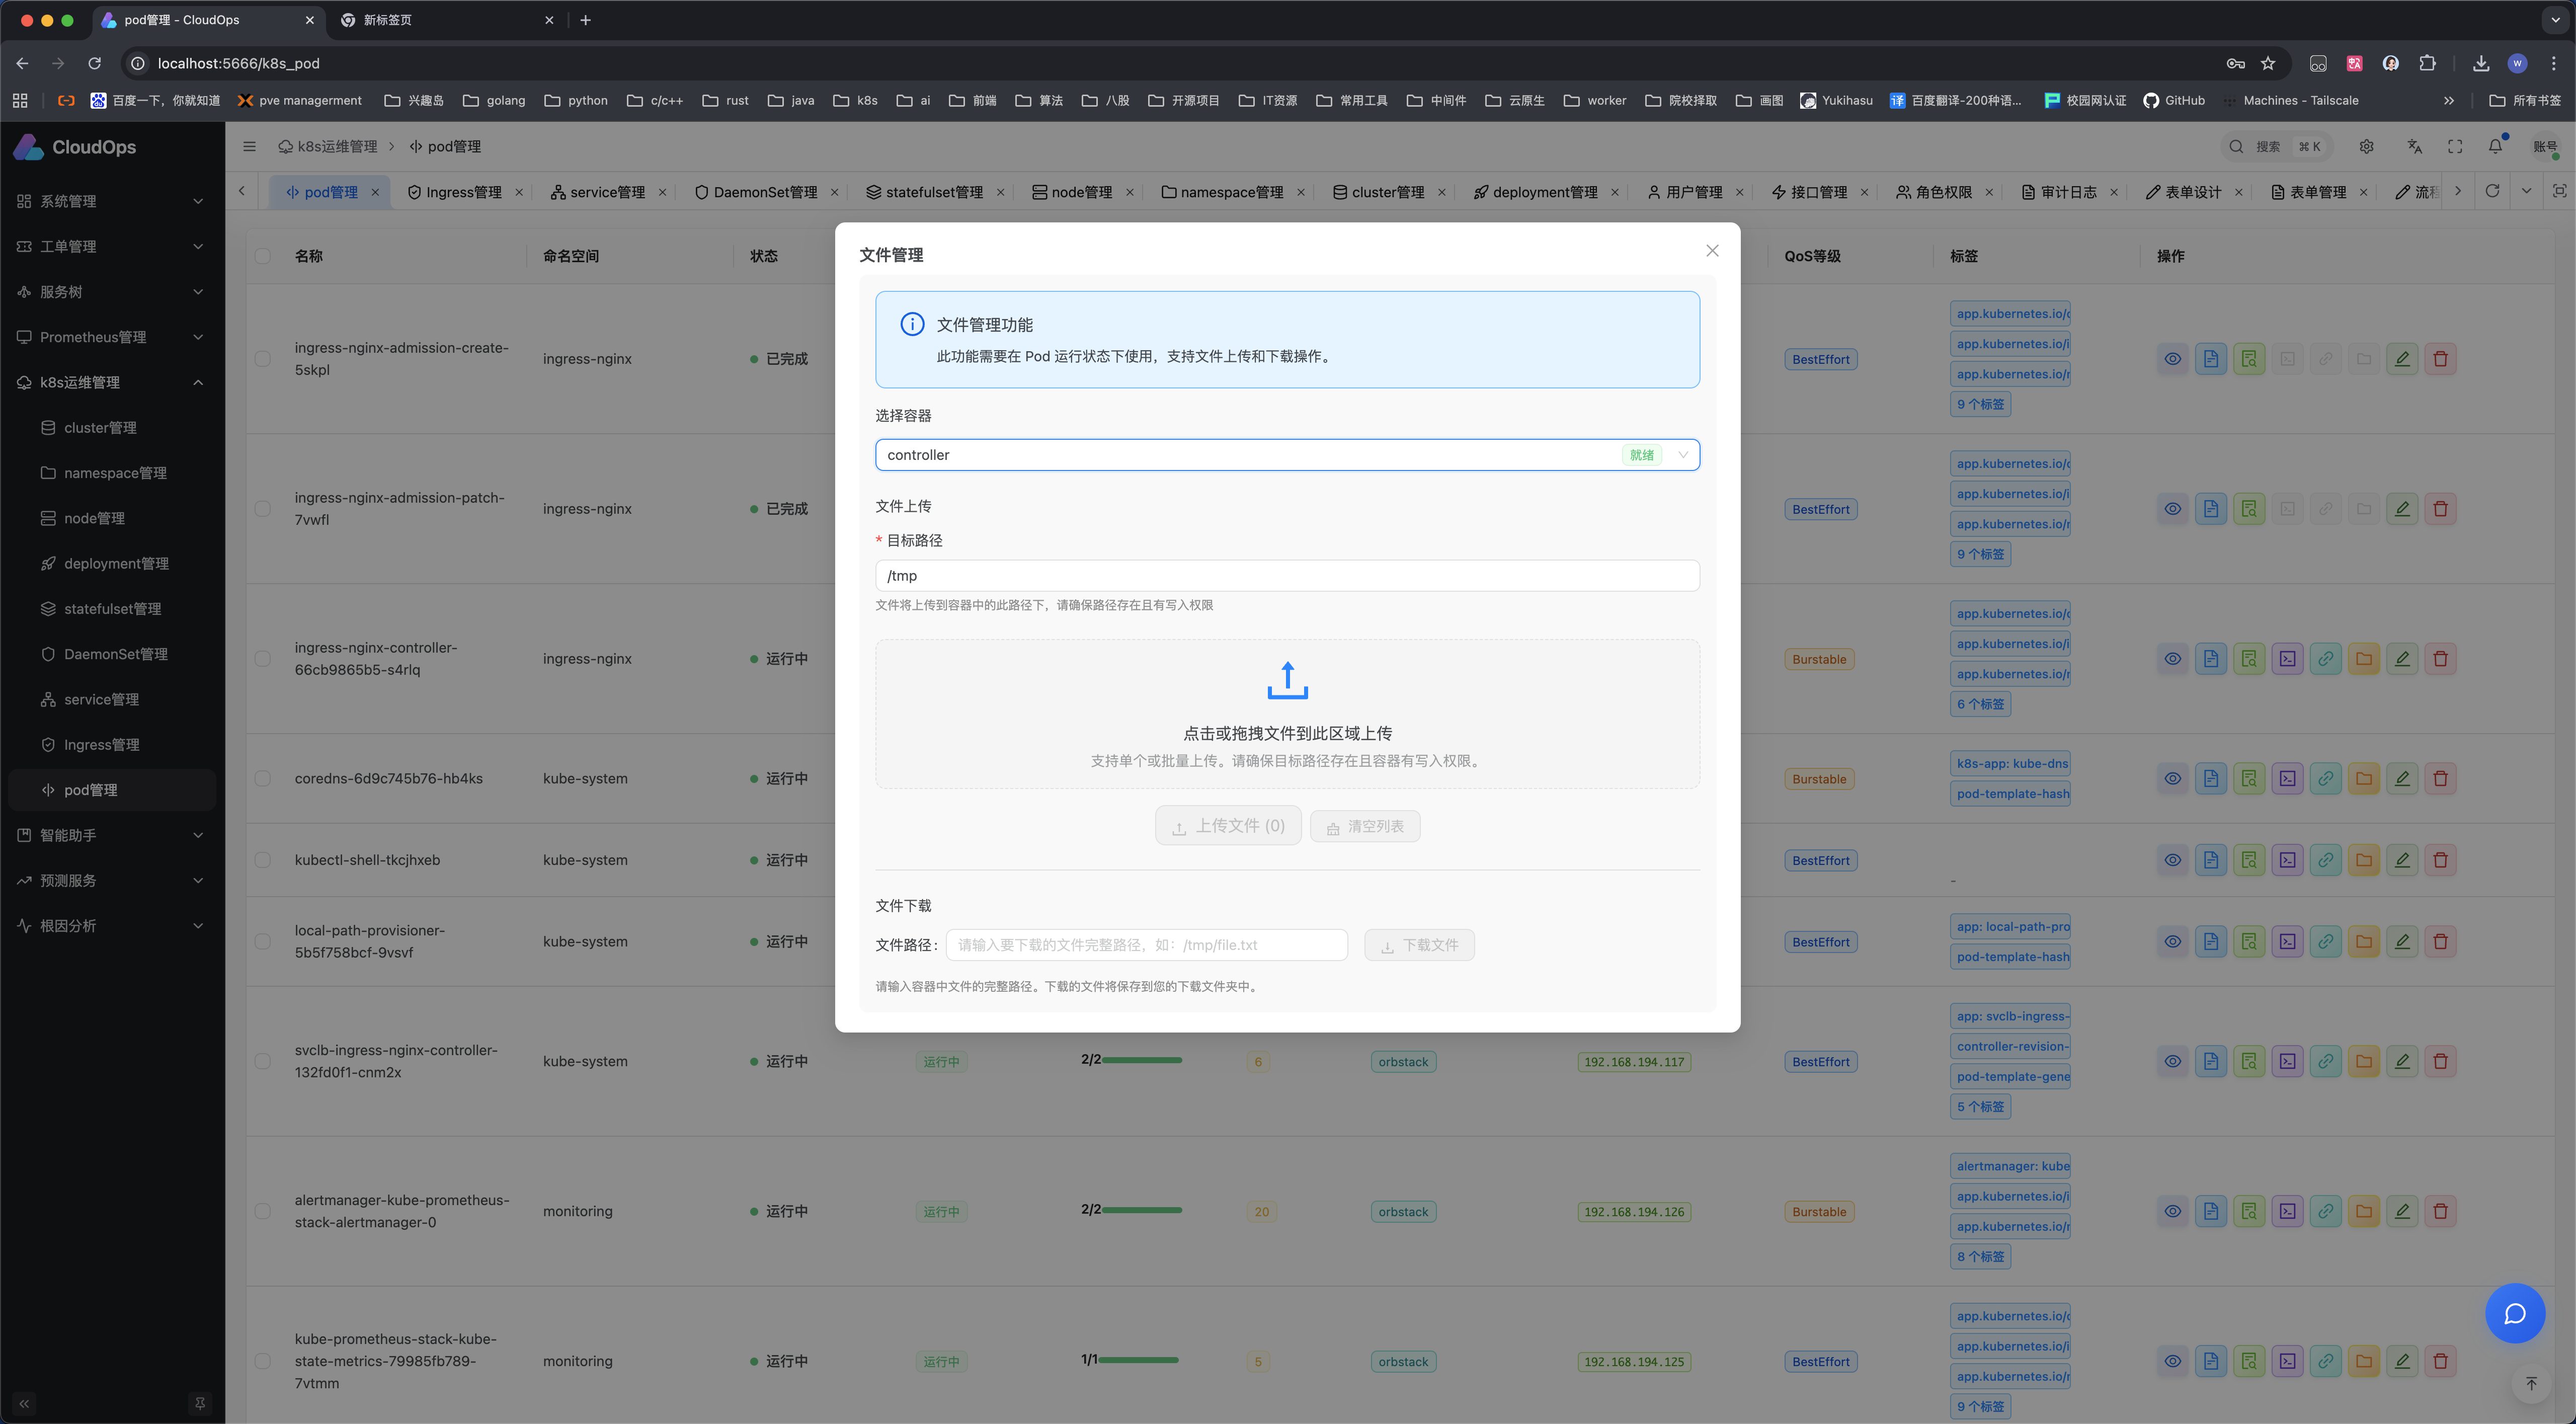 pod管理 - CloudOps
新标签页
localhost:5666/k8s_pod
百度一下，你就知道
pve managerment
兴趣岛
golang
python
c/c++
rust
java
k8s
ai
前端
算法
八股
开源项目
IT资源
常用工具
中间件
云原生
worker
院校择取
画图
Yukihasu
百度翻译-200种语...
校园网认证
GitHub
Machines - Tailscale
所有书签
CloudOps
k8s运维管理
pod管理
搜索
⌘ K
账号
系统管理
工单管理
服务树
Prometheus管理
k8s运维管理
cluster管理
namespace管理
node管理
deployment管理
statefulset管理
DaemonSet管理
service管理
Ingress管理
pod管理
智能助手
预测服务
根因分析
pod管理
Ingress管理
service管理
DaemonSet管理
statefulset管理
node管理
namespace管理
cluster管理
deployment管理
用户管理
接口管理
角色权限
审计日志
表单设计
表单管理
名称
命名空间
状态
QoS等级
标签
操作
ingress-nginx-admission-create-
5skpl
ingress-nginx
已完成
BestEffort
app.kubernetes.io/c
app.kubernetes.io/i
app.kubernetes.io/r
9 个标签
ingress-nginx-admission-patch-
7vwfl
ingress-nginx
已完成
BestEffort
app.kubernetes.io/c
app.kubernetes.io/i
app.kubernetes.io/r
9 个标签
ingress-nginx-controller-
66cb9865b5-s4rlq
ingress-nginx
运行中
Burstable
app.kubernetes.io/c
app.kubernetes.io/i
app.kubernetes.io/r
6 个标签
coredns-6d9c745b76-hb4ks
kube-system
运行中
Burstable
k8s-app: kube-dns
pod-template-hash
kubectl-shell-tkcjhxeb
kube-system
运行中
BestEffort
-
local-path-provisioner-
5b5f758bcf-9vsvf
kube-system
运行中
BestEffort
app: local-path-pro
pod-template-hash
svclb-ingress-nginx-controller-
132fd0f1-cnm2x
kube-system
运行中
运行中
2/2
6
orbstack
192.168.194.117
BestEffort
app: svclb-ingress-
controller-revision-
pod-template-gene
5 个标签
alertmanager-kube-prometheus-
stack-alertmanager-0
monitoring
运行中
运行中
2/2
20
orbstack
192.168.194.126
Burstable
alertmanager: kube
app.kubernetes.io/i
app.kubernetes.io/r
8 个标签
kube-prometheus-stack-kube-
state-metrics-79985fb789-
7vtmm
monitoring
运行中
运行中
1/1
5
orbstack
192.168.194.125
BestEffort
app.kubernetes.io/c
app.kubernetes.io/i
app.kubernetes.io/r
9 个标签
文件管理
文件管理功能
此功能需要在 Pod 运行状态下使用，支持文件上传和下载操作。
选择容器
controller
就绪
文件上传
* 目标路径
/tmp
文件将上传到容器中的此路径下，请确保路径存在且有写入权限
点击或拖拽文件到此区域上传
支持单个或批量上传。请确保目标路径存在且容器有写入权限。
上传文件 (0)
清空列表
文件下载
文件路径：
请输入要下载的文件完整路径，如：/tmp/file.txt
下载文件
请输入容器中文件的完整路径。下载的文件将保存到您的下载文件夹中。